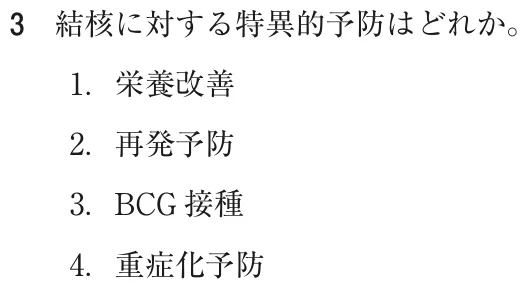 3 結核に対する特異的予防はどれか。
1. 栄養改善
2. 再発予防
3. BCG 接種
4. 重症化予防